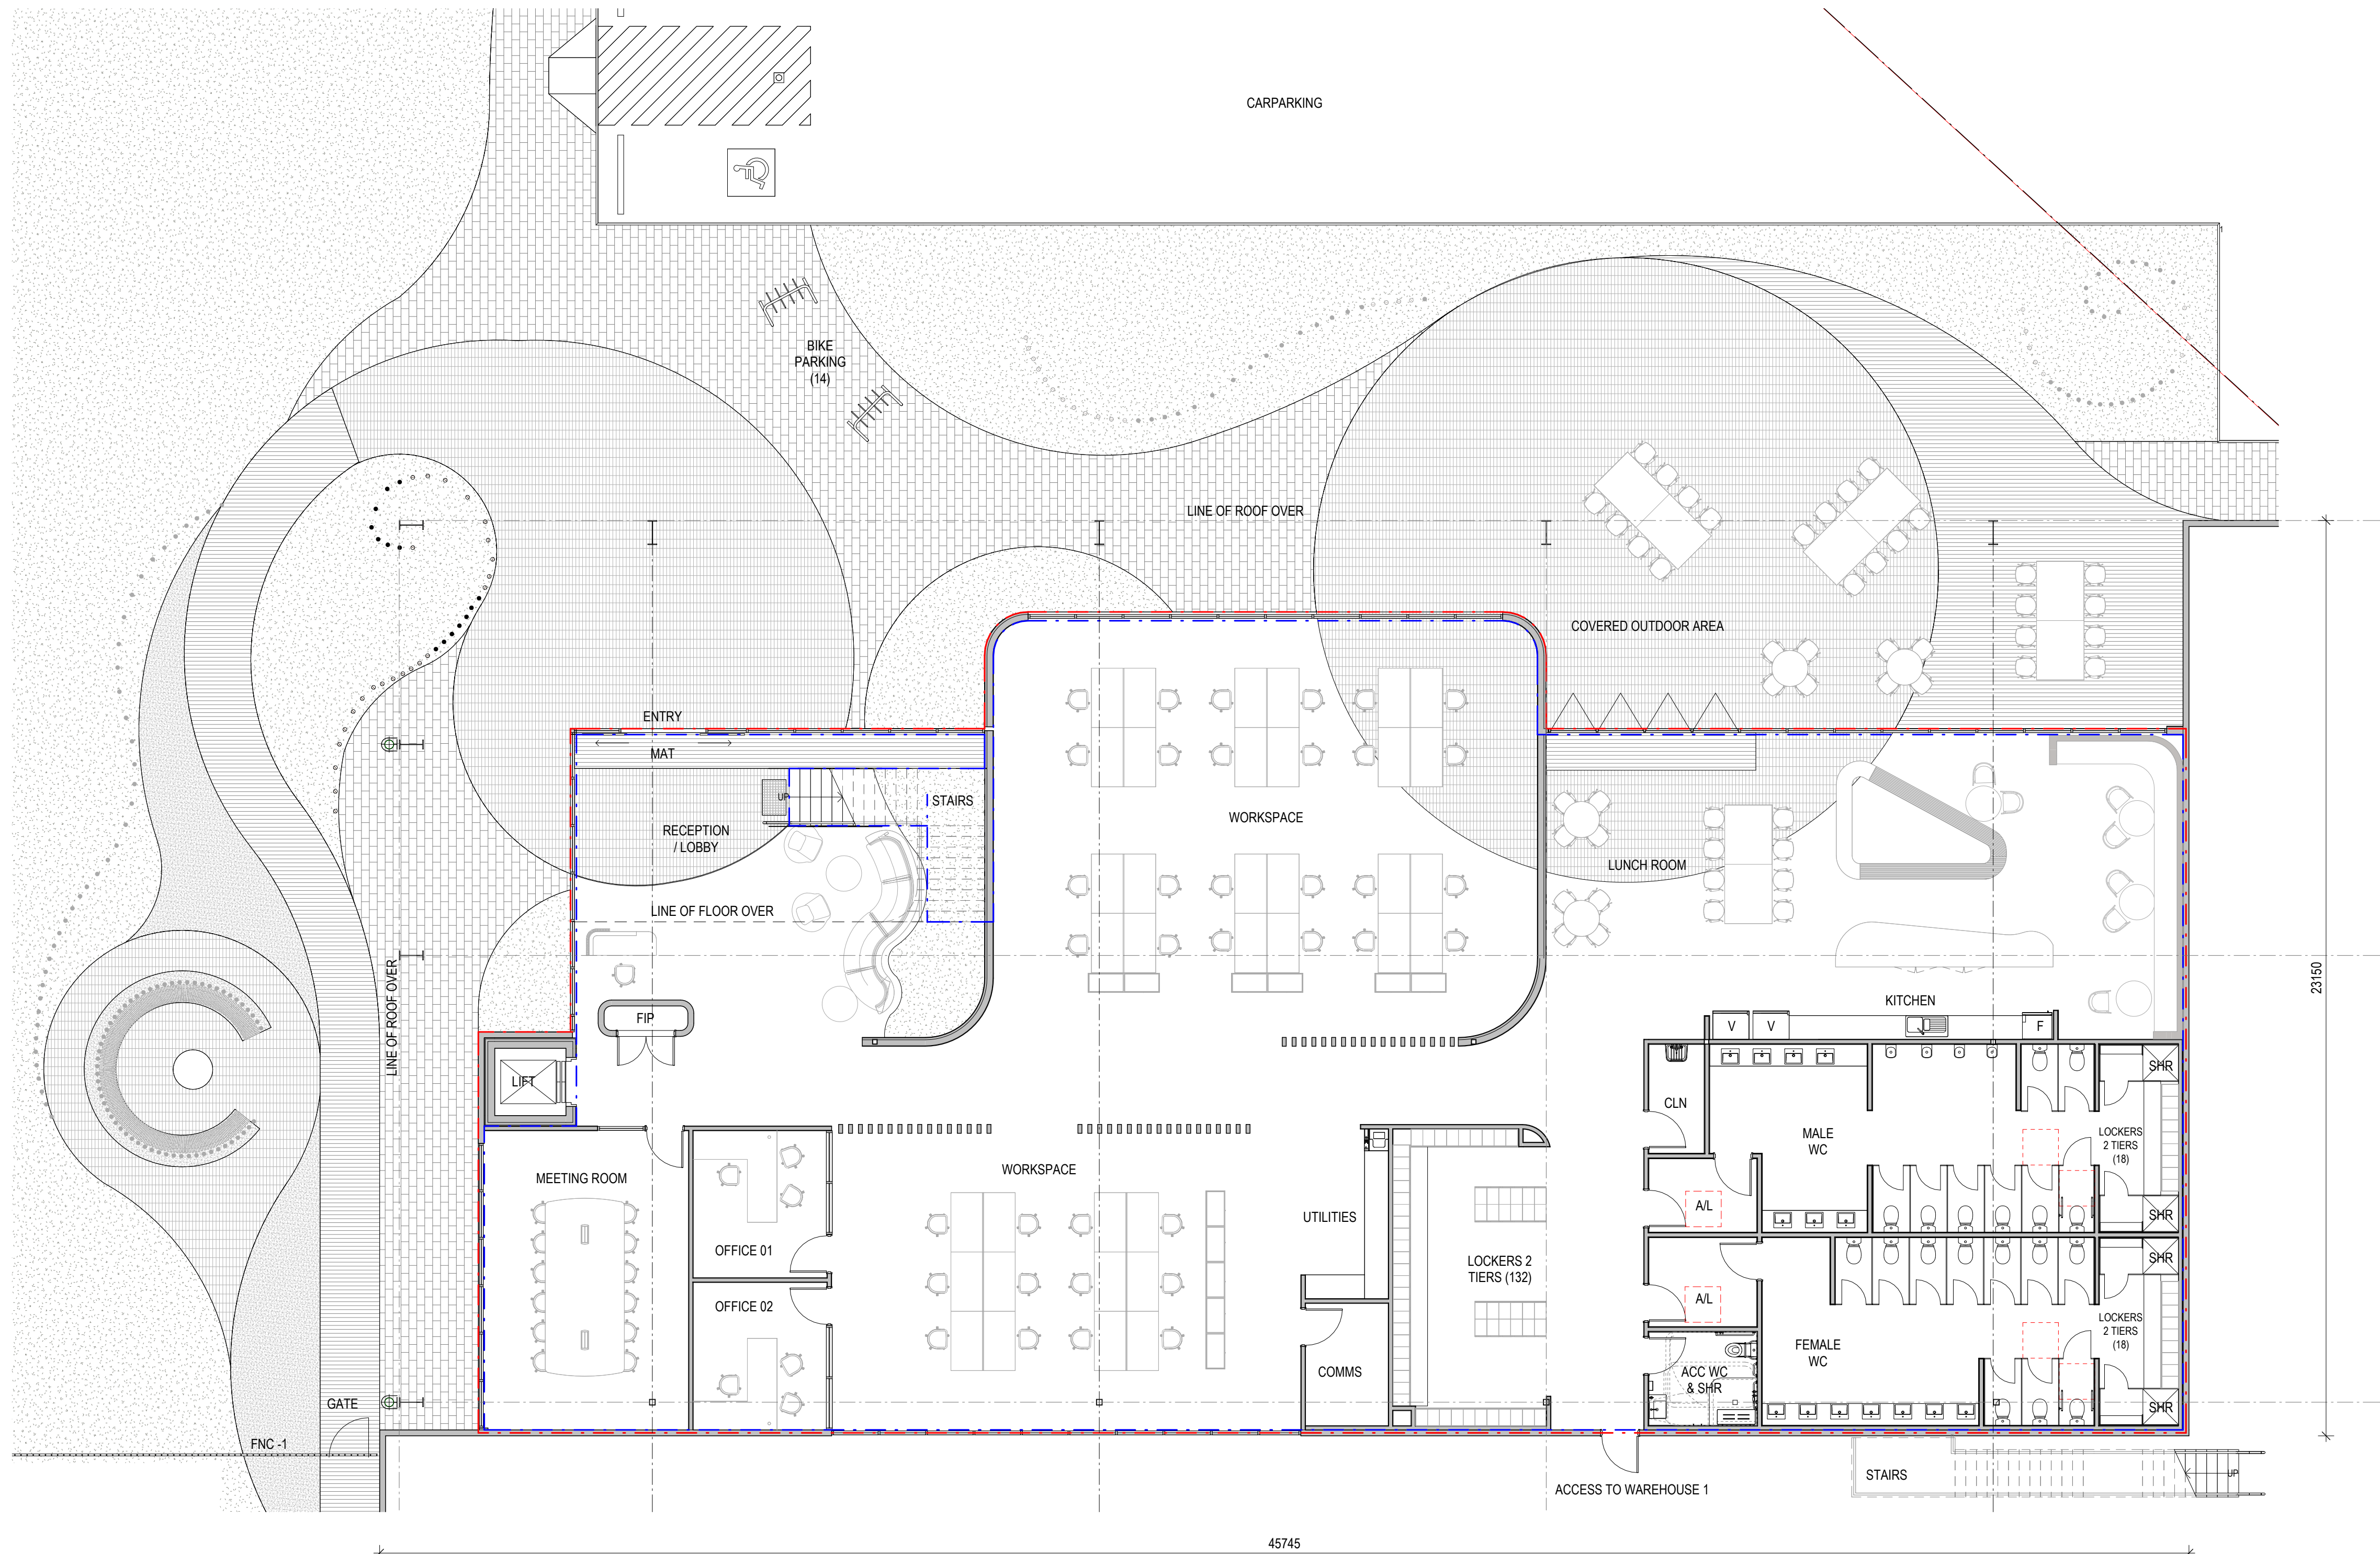 CARPARKING
1
BIKE
PARKING
(14)
LINE OF ROOF OVER
COVERED OUTDOOR AREA
ENTRY
MAT
UP
STAIRS
RECEPTION
/ LOBBY
WORKSPACE
LUNCH ROOM
LINE OF FLOOR OVER
LINE OF ROOF OVER
23150
KITCHEN
FIP
V
V
F
LIFT
SHR
CLN
MALE
WC
LOCKERS
2 TIERS
(18)
MEETING ROOM
WORKSPACE
A/L
UTILITIES
SHR
OFFICE 01
LOCKERS 2
TIERS (132)
SHR
A/L
OFFICE 02
LOCKERS
2 TIERS
(18)
FEMALE
WC
COMMS
ACC WC
& SHR
GATE
SHR
FNC -1
STAIRS
UP
ACCESS TO WAREHOUSE 1
45745